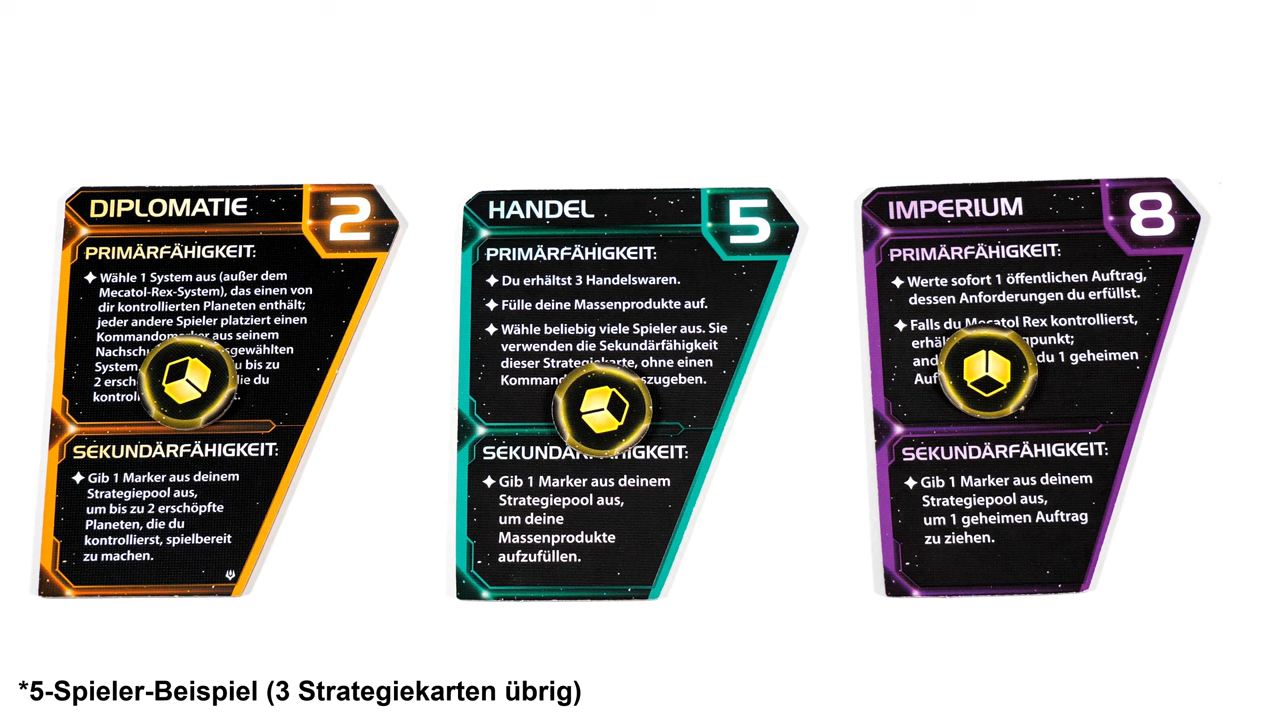 DIPLOMATIE
2
PRIMÄRFÄHIGKEIT:
Wähle 1 System aus (außer dem
Mecatol-Rex-System), das einen von
dir kontrollierten Planeten enthält;
jeder andere Spieler platziert einen
Kommandomarker aus seinem
System
2
SEKUNDÄRFÄHIGKEIT:
Gib 1 Marker aus deinem
Strategiepool aus,
um bis zu 2 erschöpfte
Planeten, die du
kontrollierst, spielbereit
zu machen.
HANDEL
5
PRIMÄRFÄHIGKEIT:
Du erhältst 3 Handelswaren.
Fülle deine Massenprodukte auf.
Wähle beliebig viele Spieler aus. Sie
verwenden die Sekundärfähigkeit
dieser Strategiekarte, ohne einen
SEKUNDÄRFÄHIGKEIT:
Gib 1 Marker aus deinem
Strategiepool aus,
um deine
Massenprodukte
aufzufüllen.
IMPERIUM
8
PRIMÄRFÄHIGKEIT:
Werte sofort 1 öffentlichen Auftrag,
dessen Anforderungen du erfüllst.
Falls du Mecatol Rex kontrollierst,
du 1 geheimen
SEKUNDÄRFÄHIGKEIT:
Gib 1 Marker aus deinem
Strategiepool aus,
um 1 geheimen Auftrag
zu ziehen.
*5-Spieler-Beispiel (3 Strategiekarten übrig)